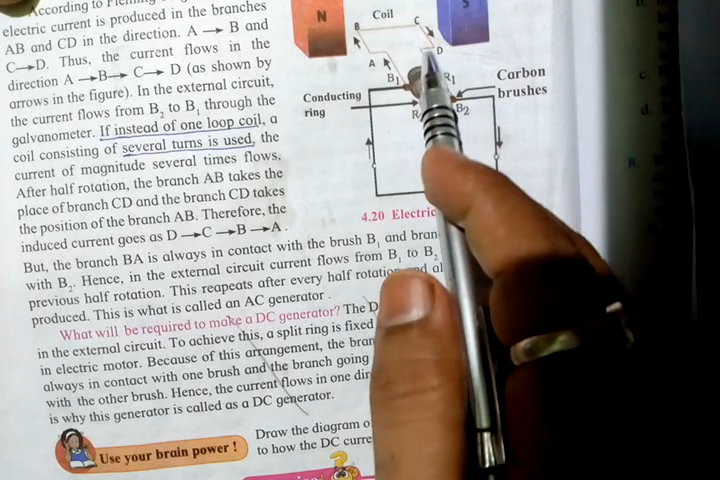 According to Fleming's
electric current is produced in the branches
AB and CD in the direction. A → B and
C→D. Thus, the current flows in the
direction A →B→ C→ D (as shown by
arrows in the figure). In the external circuit,
the current flows from B2 to B1 through the
galvanometer. If instead of one loop coil, a
coil consisting of several turns is used, the
current of magnitude several times flows.
After half rotation, the branch AB takes the
place of branch CD and the branch CD takes
the position of the branch AB. Therefore, the
induced current goes as D →C →B →A .
But, the branch BA is always in contact with the brush B1 and bran
with B2. Hence, in the external circuit current flows from B1 to B2
previous half rotation. This reapeats after every half rotation and al
produced. This is what is called an AC generator .
What will be required to make a DC generator? The D
in the external circuit. To achieve this, a split ring is fixed
in electric motor. Because of this arrangement, the bran
always in contact with one brush and the branch going
with the other brush. Hence, the current flows in one dir
is why this generator is called as a DC generator.
Use your brain power !
Draw the diagram o
to how the DC curre
N
S
Coil
B
C
A
D
B1
R1
Carbon
brushes
Conducting
ring
R
B2
4.20 Electric
c.
d.
8.